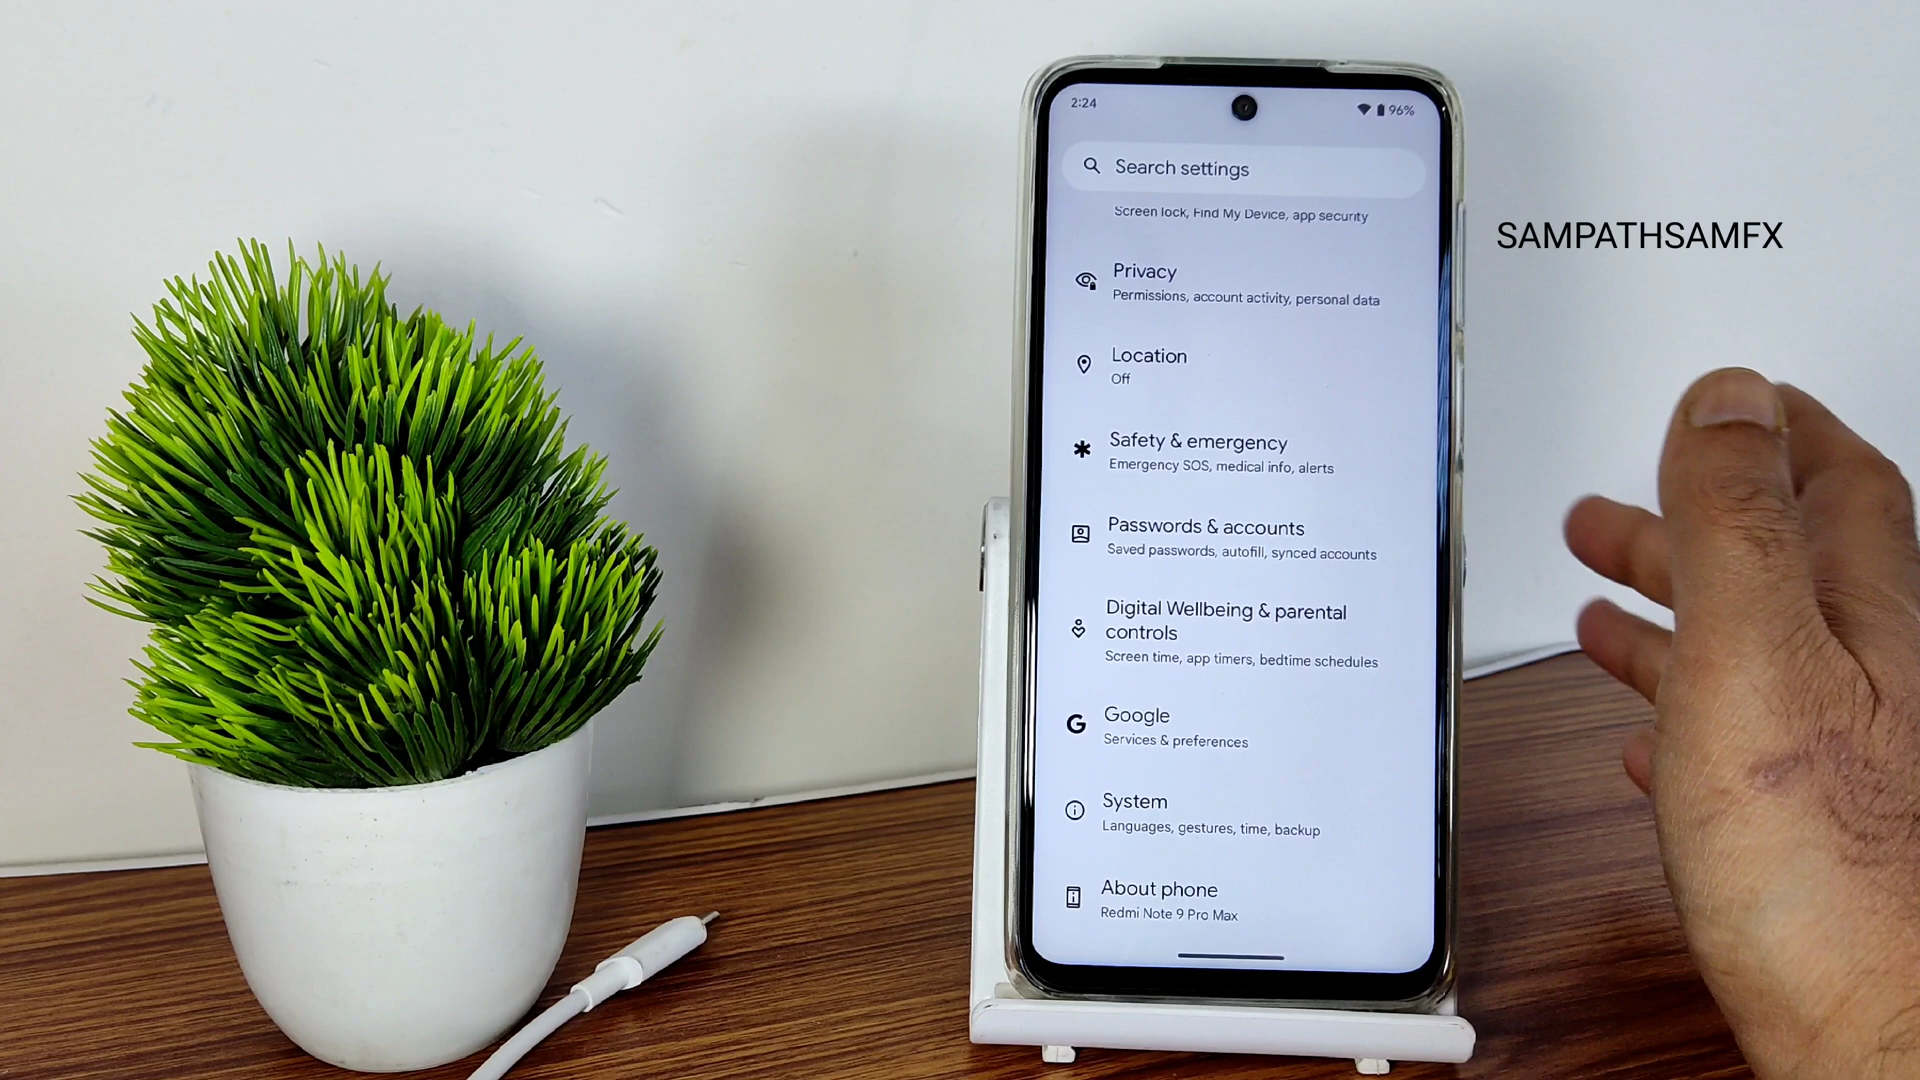 2:24
96%
Search settings
Screen lock, Find My Device, app security
Privacy
Permissions, account activity, personal data
Location
Off
Safety & emergency
Emergency SOS, medical info, alerts
Passwords & accounts
Saved passwords, autofill, synced accounts
Digital Wellbeing & parental
controls
Screen time, app timers, bedtime schedules
Google
Services & preferences
System
Languages, gestures, time, backup
About phone
Redmi Note 9 Pro Max
SAMPATHSAMFX